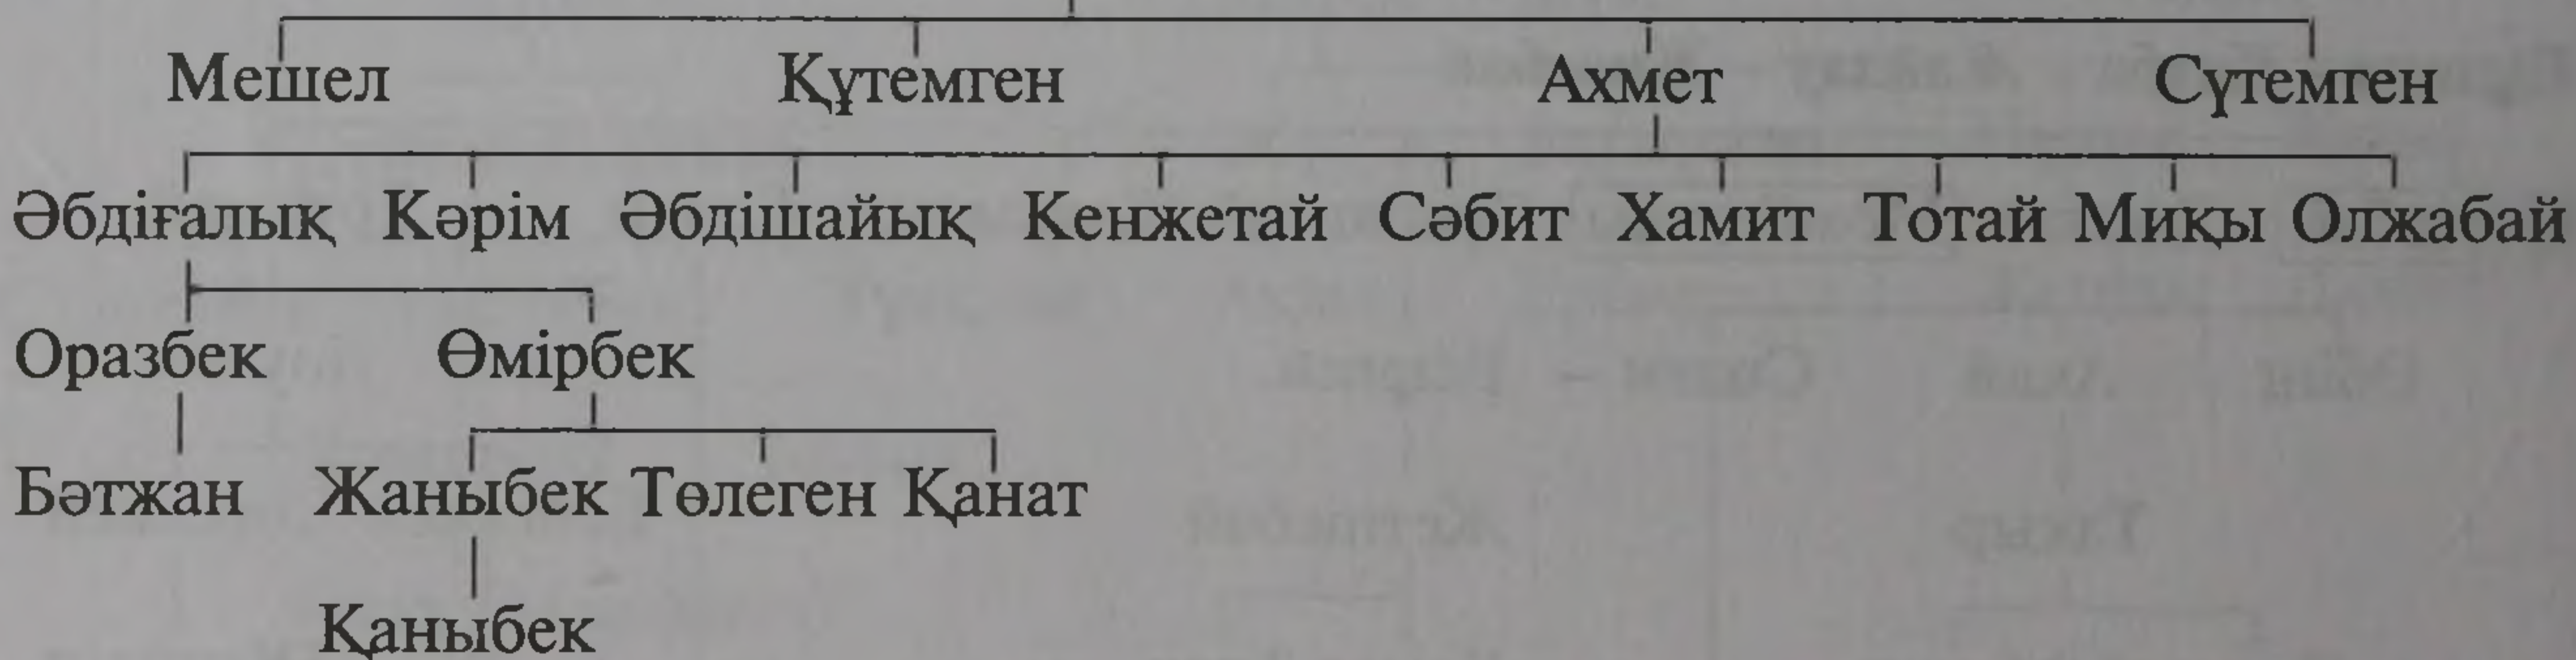 Мешел Құтемген Ахмет Сүтемген
Әбдіғалық Кәрім Әбдішайық Кенжетай Сәбит Хамит Тотай Миқы Олжабай
Оразбек Өмірбек
Бәтжан Жаныбек Төлеген Қанат
Қаныбек